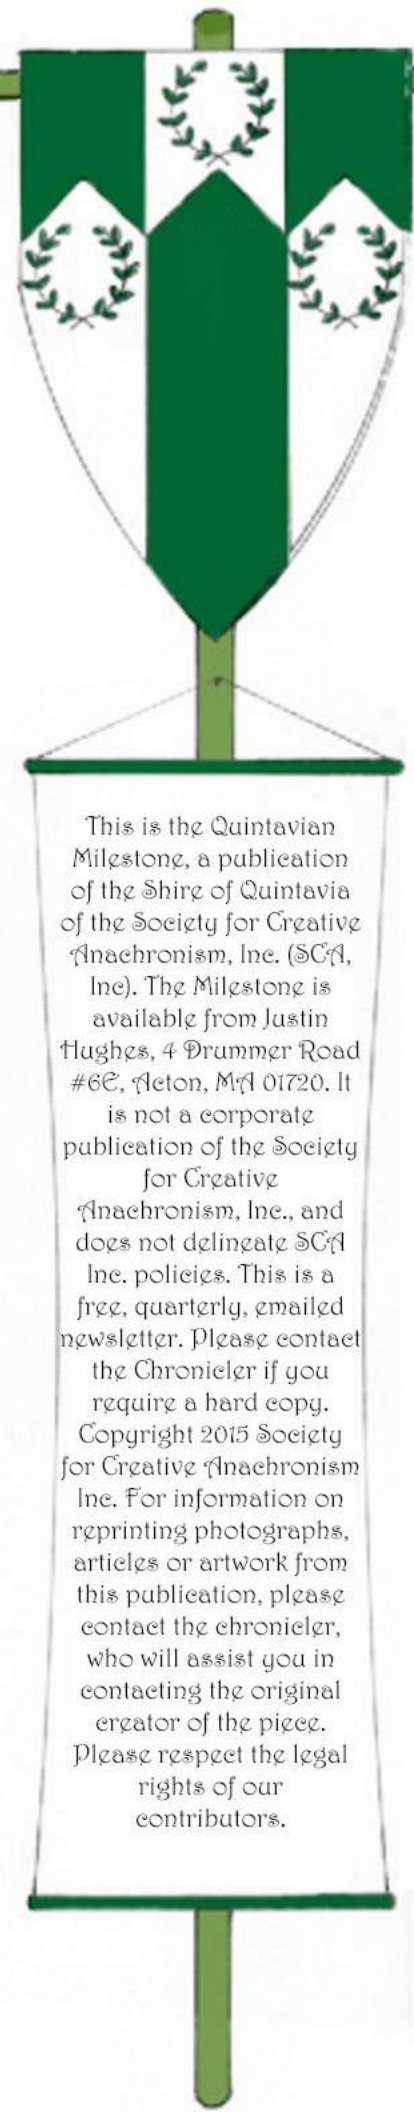 This is the Quintavian
Milestone, a publication
of the Shire of Quintavia
of the Society for Creative
Anachronism, Inc. (SCA,
Inc). The Milestone is
available from Justin
Hughes, 4 Drummer Road
#6E, Acton, MA 01720. It
is not a corporate
publication of the Society
for Creative
Anachronism, Inc., and
does not delineate SCA
Inc. policies. This is a
free, quarterly, emailed
newsletter. Please contact
the Chronicler if you
require a hard copy.
Copyright 2015 Society
for Creative Anachronism
Inc. For information on
reprinting photographs,
articles or artwork from
this publication, please
contact the chronicler,
who will assist you in
contacting the original
creator of the piece.
Please respect the legal
rights of our
contributors.